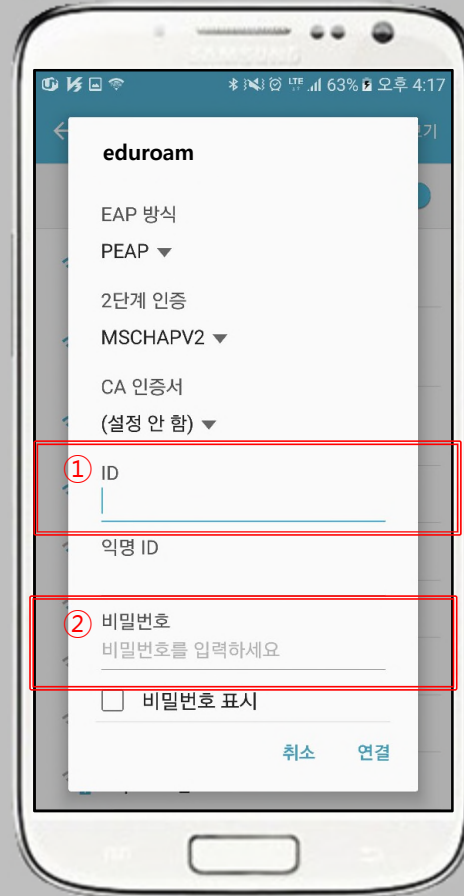 SAMSUNG
LTE 63% 오후 4:17
eduroam
EAP 방식
PEAP
2단계 인증
MSCHAPV2
CA 인증서
(설정 안 함)
① ID
익명 ID
② 비밀번호
비밀번호를 입력하세요
비밀번호 표시
취소 연결